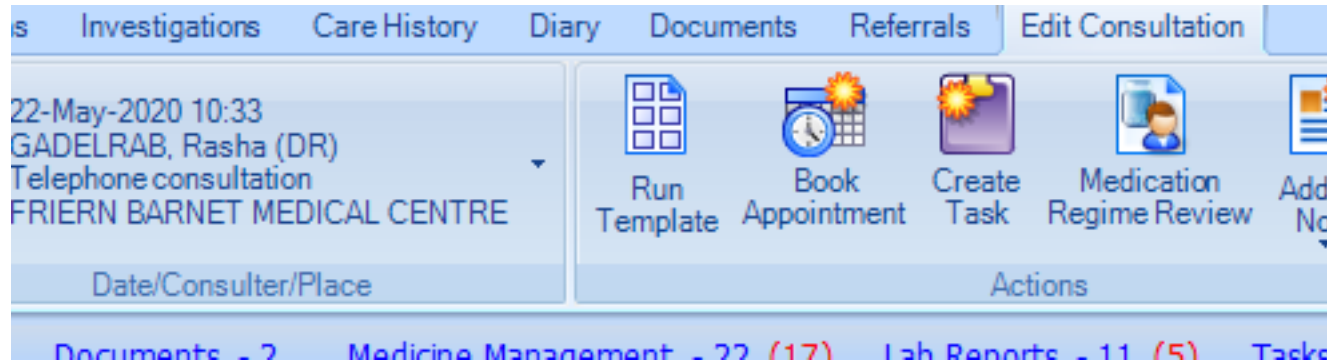 Investigations Care History Diary Documents Referrals Edit Consultation
22-May-2020 10:33
GADELRAB, Rasha (DR)
Telephone consultation
FRIERN BARNET MEDICAL CENTRE
Run Template
Book Appointment
Create Task
Medication Regime Review
Add
Date/Consulter/Place
Actions
Documents - 2 Medicine Management - 22 (17) Lab Reports - 11 (5) Tasks